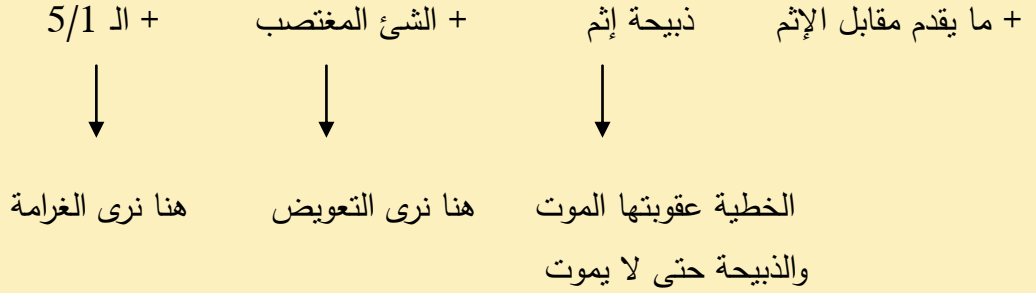 + ما يقدم مقابل الإثم ذبيحة إثم + الشئ المغتصب + الـ 5/1
الخطية عقوبتها الموت هنا نرى التعويض هنا نرى الغرامة
والذبيحة حتى لا يموت